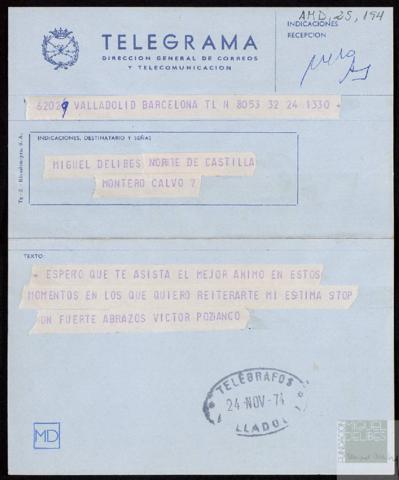 AMD, 25, 194
TELEGRAMA
DIRECCION GENERAL DE CORREOS
Y TELECOMUNICACION
INDICACIONES
RECEPCION
62029 VALLADOLID BARCELONA TL N 8053 32 24 1330 =
INDICACIONES, DESTINATARIO Y SEÑAS
MIGUEL DELIBES NORTE DE CASTILLA
MONTERO CALVO 7
TEXTO:
= ESPERO QUE TE ASISTA EL MEJOR ANIMO EN ESTOS
MOMENTOS EN LOS QUE QUIERO REITERARTE MI ESTIMA STOP
UN FUERTE ABRAZOS VICTOR POZIANCO
TELEGRAFOS
24 NOV 74
LLADOL
MD
FUNDACIÓN
MIGUEL
DELIBES